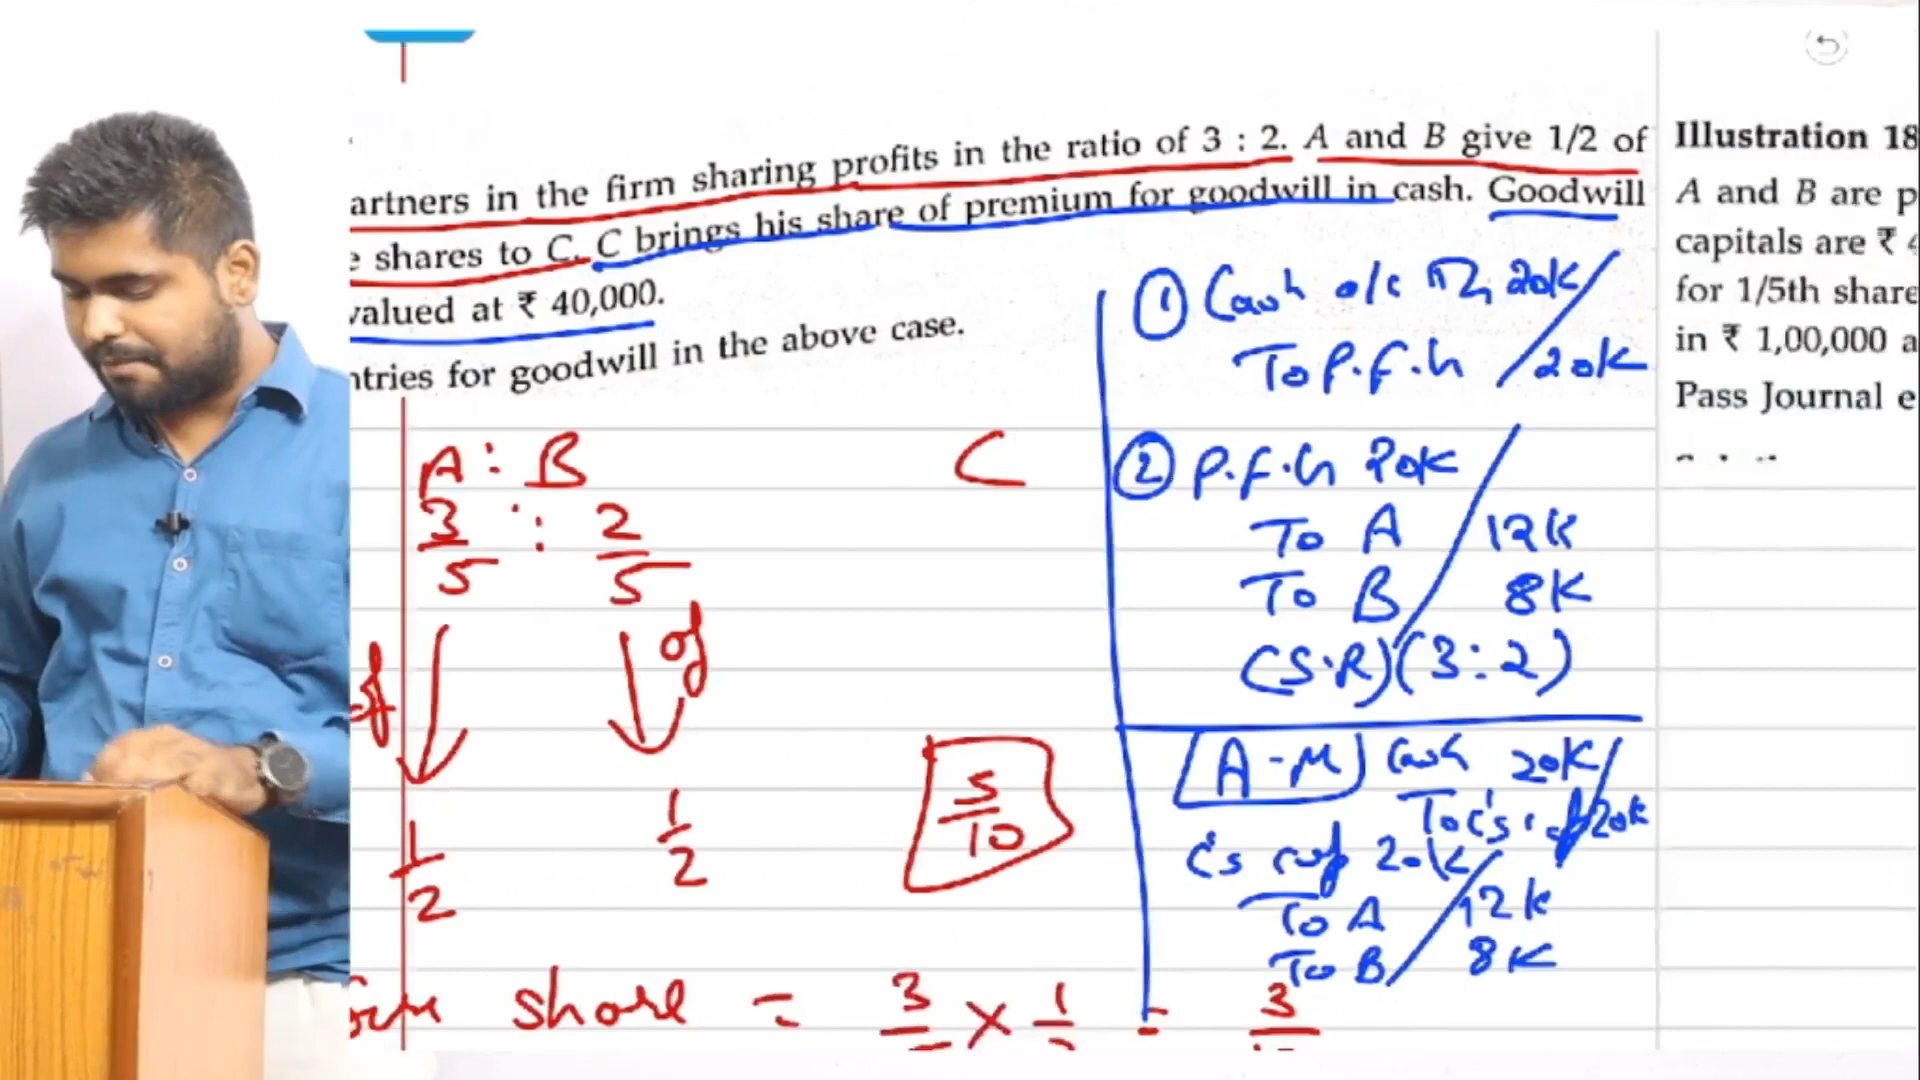 artners in the firm sharing profits in the ratio of 3 : 2. A and B give 1/2 of
e shares to C. C brings his share of premium for goodwill in cash. Goodwill
valued at ₹ 40,000.
ntries for goodwill in the above case.
Illustration 18
A and B are p
capitals are ₹ 4
for 1/5th share
in ₹ 1,00,000 a
Pass Journal e
A : B
3/5 : 2/5
of
of
1/2
1/2
C
5/10
share = 3 × 1 = 3
① Cash a/c Dr 20k
To P.F.G 20k
② P.F.G 20k
To A 12k
To B 8k
(S.R) (3:2)
A-M Cash 20k
To C's 20k
C's 20k
To A 12k
To B 8k